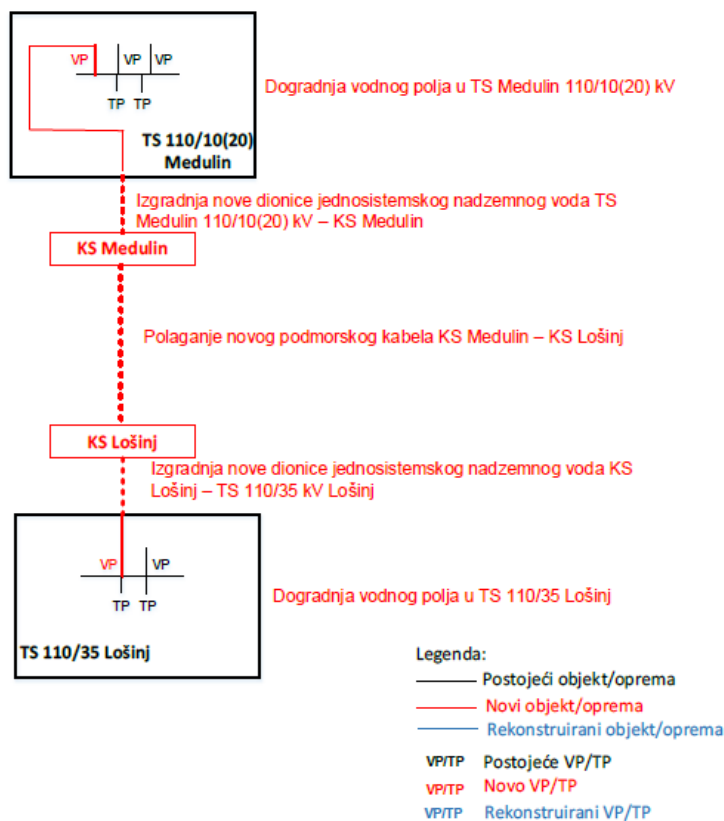 VP VP VP
TP TP
TS 110/10(20)
Medulin
Dogradnja vodnog polja u TS Medulin 110/10(20) kV
Izgradnja nove dionice jednosistemskog nadzemnog voda TS
Medulin 110/10(20) kV – KS Medulin
KS Medulin
Polaganje novog podmorskog kabela KS Medulin – KS Lošinj
KS Lošinj
Izgradnja nove dionice jednosistemskog nadzemnog voda KS
Lošinj – TS 110/35 kV Lošinj
VP VP
TP TP
Dogradnja vodnog polja u TS 110/35 Lošinj
TS 110/35 Lošinj
Legenda:
Postojeći objekt/oprema
Novi objekt/oprema
Rekonstruirani objekt/oprema
VP/TP Postojeće VP/TP
VP/TP Novo VP/TP
VP/TP Rekonstruirani VP/TP